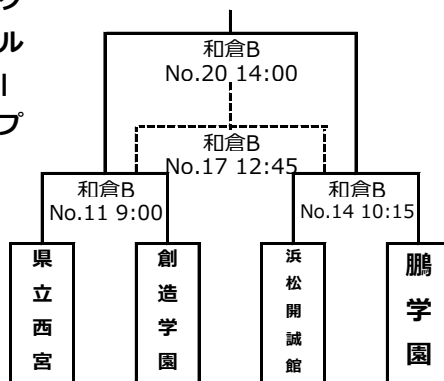 ル
ー
プ
和倉B
No.20 14:00
和倉B
No.17 12:45
和倉B
No.11 9:00
和倉B
No.14 10:15
県立西宮
創造学園
浜松開誠館
鵬学園